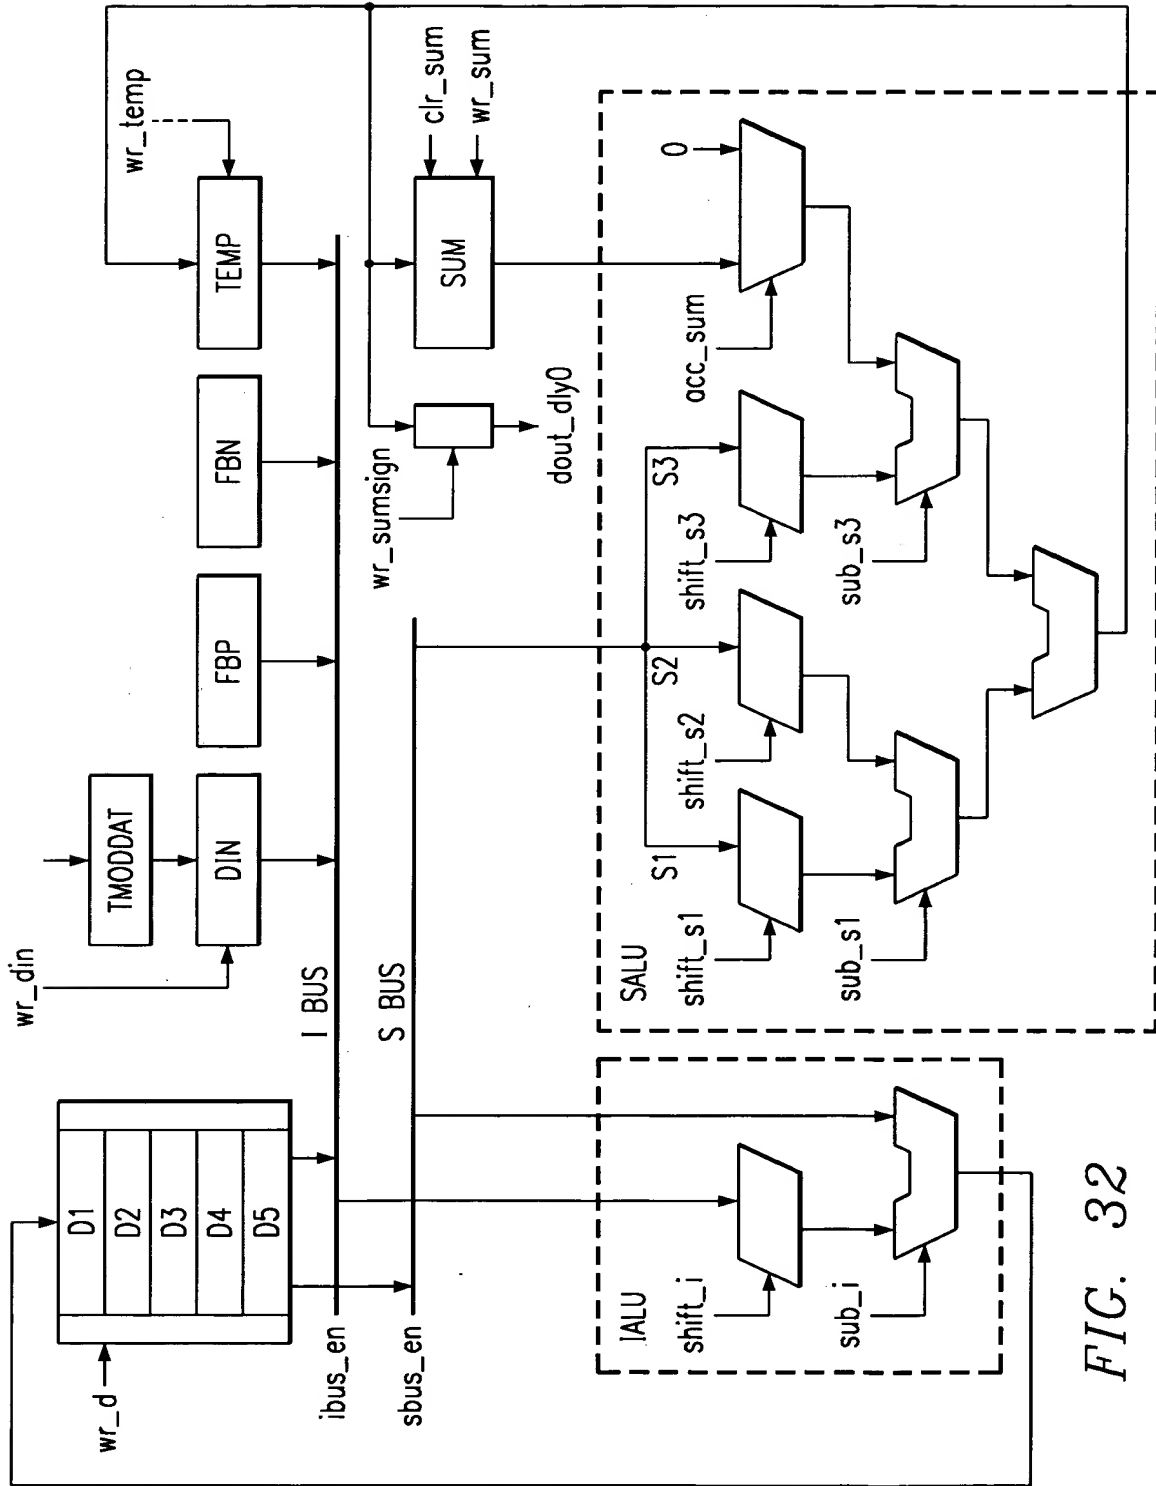 wr_d
D1
D2
D3
D4
D5
wr_din
TMODDAT
DIN
FBP
FBN
TEMP
wr_temp
ibus_en
I BUS
sbus_en
S BUS
wr_sumsign
dout_dly0
SUM
clr_sum
wr_sum
IALU
shift_i
sub_i
SALU
S1
S2
S3
shift_s1
shift_s2
shift_s3
acc_sum
0
sub_s1
sub_s3
FIG. 32